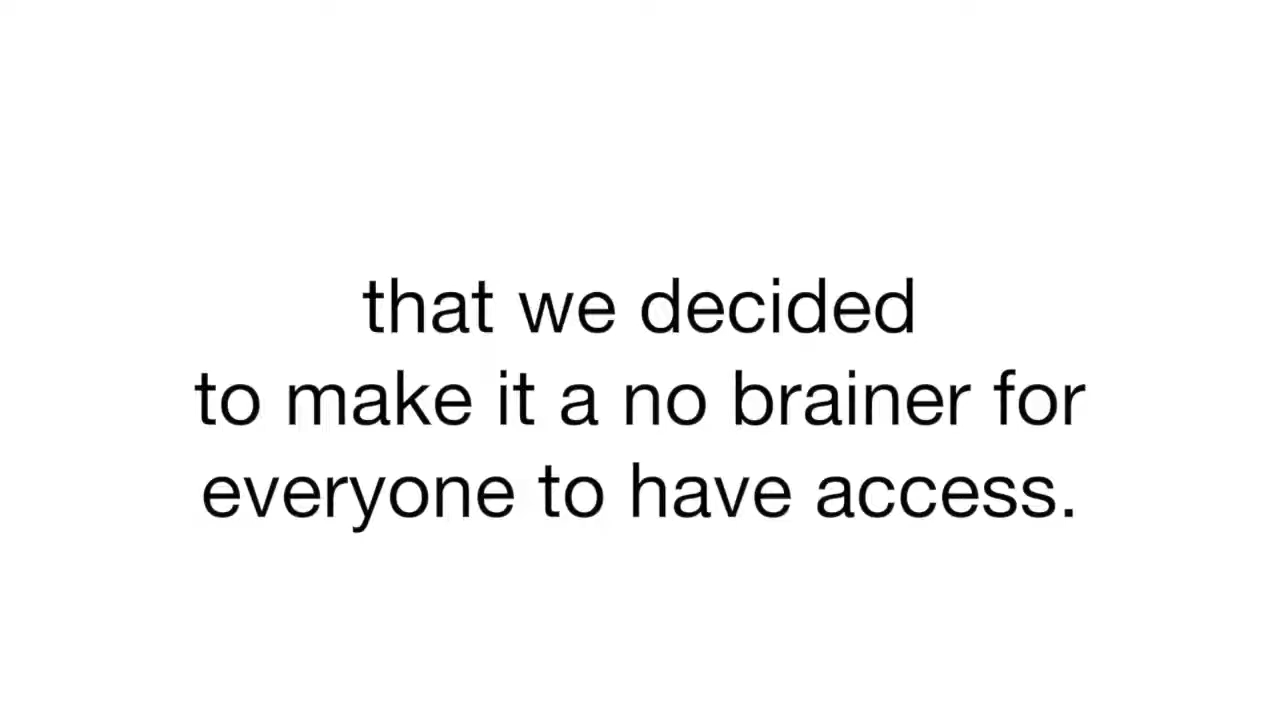 that we decided
to make it a no brainer for
everyone to have access.